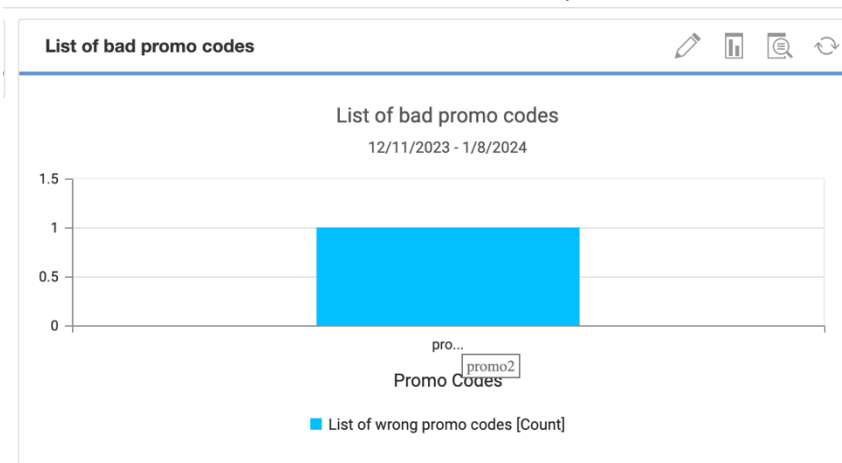 List of bad promo codes
List of bad promo codes
12/11/2023 - 1/8/2024
1.5
1
0.5
0
pro...
promo2
Promo Codes
List of wrong promo codes [Count]